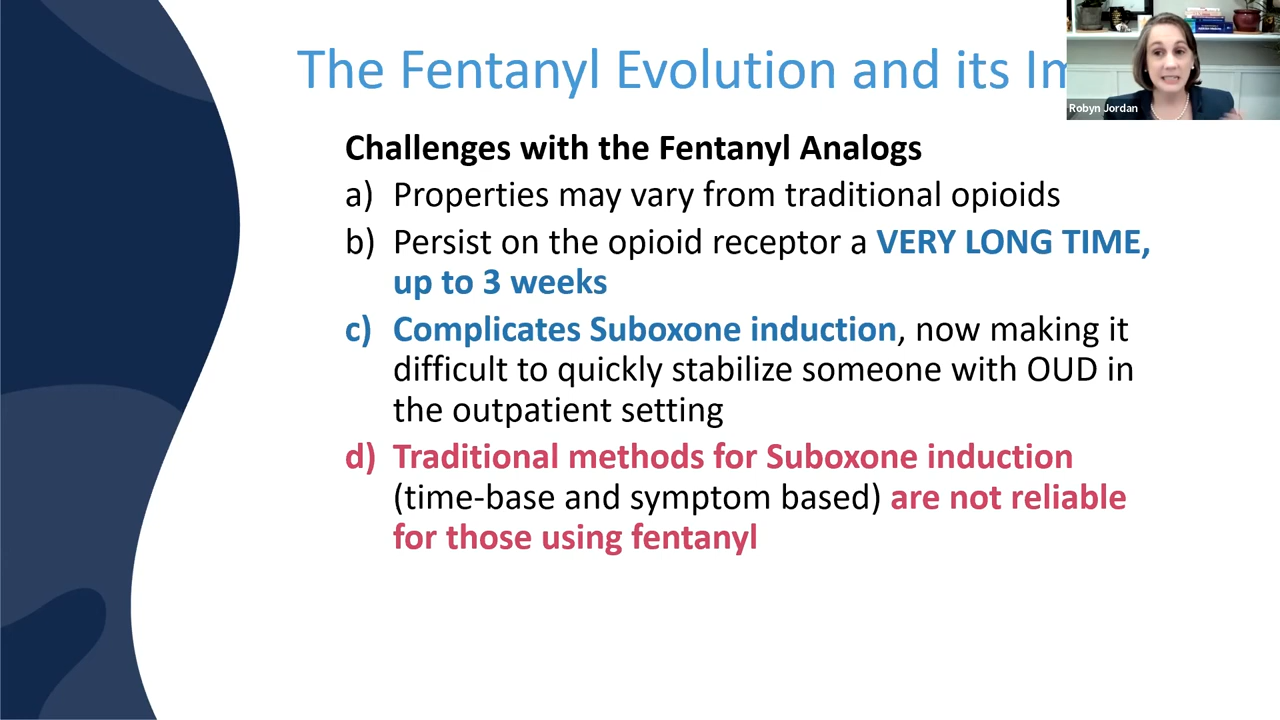 The Fentanyl Evolution and its
Robyn Jordan
Challenges with the Fentanyl Analogs
a) Properties may vary from traditional opioids
b) Persist on the opioid receptor a VERY LONG TIME,
up to 3 weeks
c) Complicates Suboxone induction, now making it
difficult to quickly stabilize someone with OUD in
the outpatient setting
d) Traditional methods for Suboxone induction
(time-base and symptom based) are not reliable
for those using fentanyl